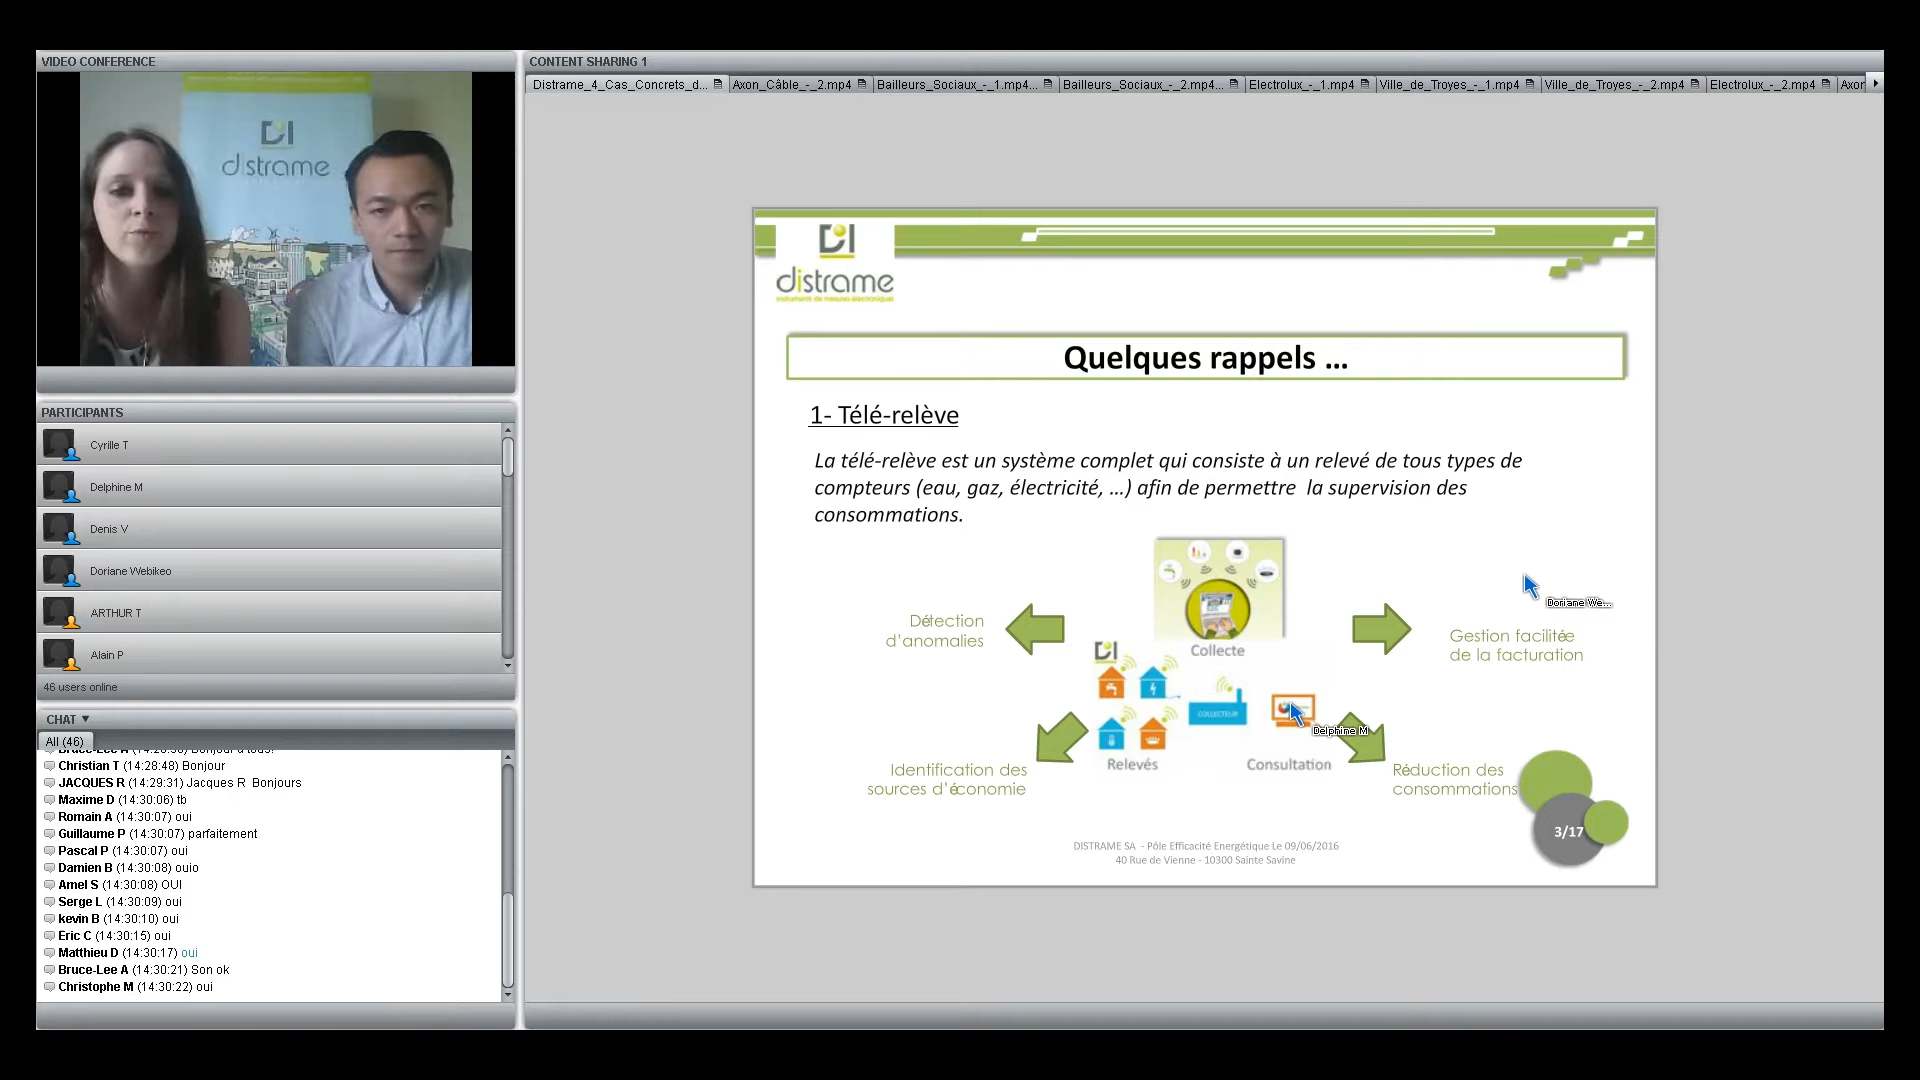 VIDEO CONFERENCE
distrame
PARTICIPANTS
Cyrille T
Delphine M
Denis V
Doriane Webikeo
ARTHUR T
Alain P
46 users online
CHAT
All (46)
Bruce-Lee A
Christian T (14:28:48) Bonjour
JACQUES R (14:29:31) Jacques R Bonjours
Maxime D (14:30:06) tb
Romain A (14:30:07) oui
Guillaume P (14:30:07) parfaitement
Pascal P (14:30:07) oui
Damien B (14:30:08) ouio
Amel S (14:30:08) OUI
Serge L (14:30:09) oui
kevin B (14:30:10) oui
Eric C (14:30:15) oui
Matthieu D (14:30:17) oui
Bruce-Lee A (14:30:21) Son ok
Christophe M (14:30:22) oui
CONTENT SHARING 1
Distrame_4_Cas_Concrets_d... Axon_Câble_-_2.mp4 Bailleurs_Sociaux_-_1.mp4... Bailleurs_Sociaux_-_2.mp4... Electrolux_-_1.mp4 Ville_de_Troyes_-_1.mp4 Ville_de_Troyes_-_2.mp4 Electrolux_-_2.mp4 Axor
distrame
instruments de mesures électroniques
Quelques rappels ...
1- Télé-relève
La télé-relève est un système complet qui consiste à un relevé de tous types de
compteurs (eau, gaz, électricité, ...) afin de permettre la supervision des
consommations.
Détection
d'anomalies
Collecte
Doriane We...
Gestion facilitée
de la facturation
COLLECTEUR
Delphine M
Relevés
Consultation
Identification des
sources d'économie
Réduction des
consommations
3/17
DISTRAME SA - Pôle Efficacité Energétique Le 09/06/2016
40 Rue de Vienne - 10300 Sainte Savine